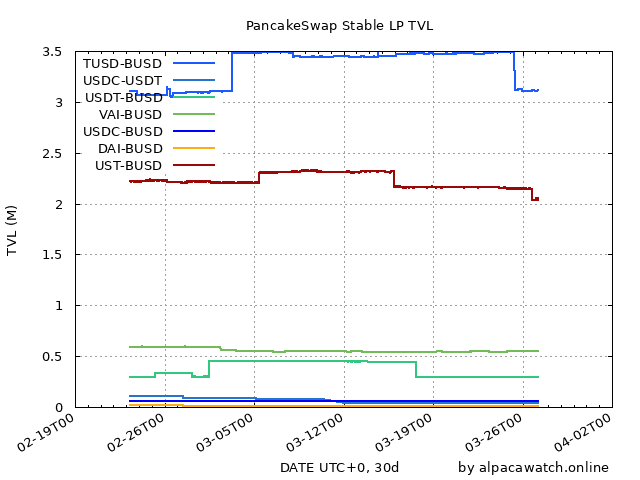 PancakeSwap Stable LP TVL
TUSD-BUSD
USDC-USDT
USDT-BUSD
VAI-BUSD
USDC-BUSD
DAI-BUSD
UST-BUSD
3.5
3
2.5
2
1.5
1
0.5
0
TVL (M)
02-19T00
02-26T00
03-05T00
03-12T00
03-19T00
03-26T00
04-02T00
DATE UTC+0, 30d
by alpacawatch.online